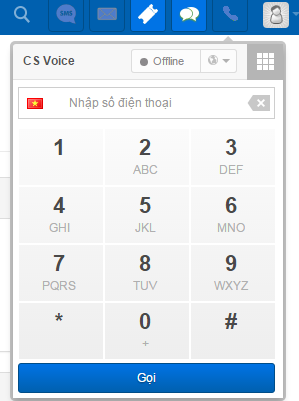 SMS
CS Voice
Offline
Nhập số điện thoại
1 2 3
ABC DEF
4 5 6
GHI JKL MNO
7 8 9
PQRS TUV WXYZ
* 0 #
+
Gọi